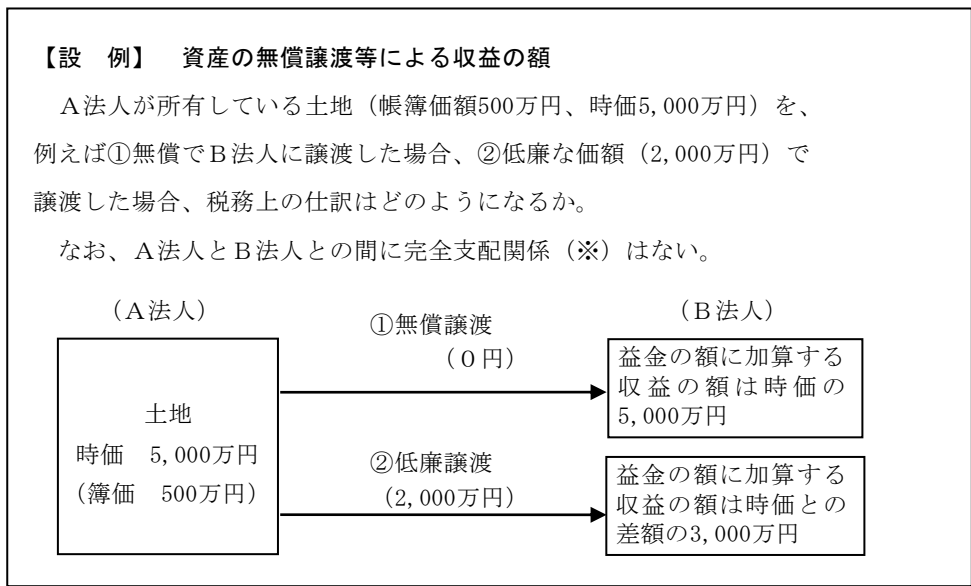 【設　例】　資産の無償譲渡等による収益の額
Ａ法人が所有している土地（帳簿価額500万円、時価5,000万円）を、
例えば①無償でＢ法人に譲渡した場合、②低廉な価額（2,000万円）で
譲渡した場合、税務上の仕訳はどのようになるか。
なお、Ａ法人とＢ法人との間に完全支配関係（※）はない。
（Ａ法人）
土地
時価　5,000万円
（簿価　500万円）
①無償譲渡
（０円）
②低廉譲渡
（2,000万円）
（Ｂ法人）
益金の額に加算する
収益の額は時価の
5,000万円
益金の額に加算する
収益の額は時価との
差額の3,000万円